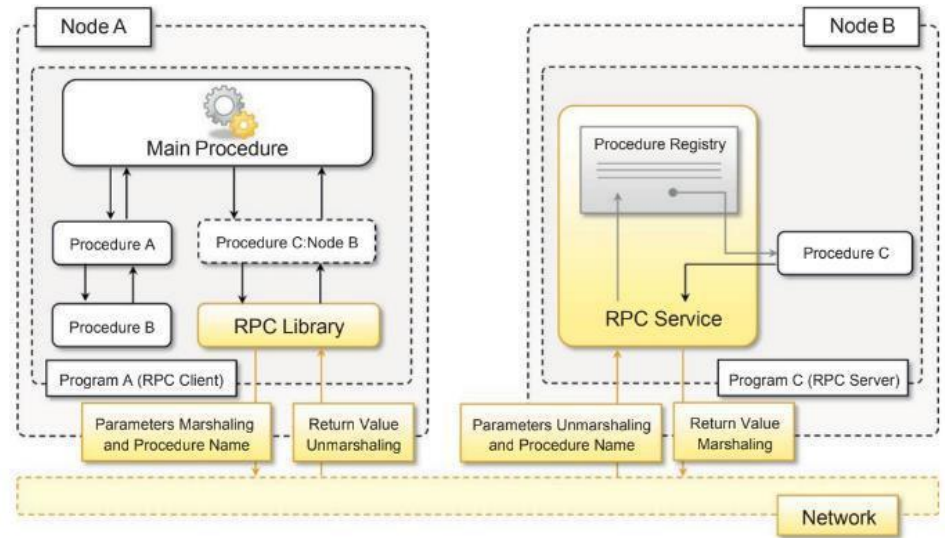 Node A
Node B
Main Procedure
Procedure Registry
Procedure A
Procedure C:Node B
Procedure C
Procedure B
RPC Library
RPC Service
Program A (RPC Client)
Program C (RPC Server)
Parameters Marshaling
and Procedure Name
Return Value
Unmarshaling
Parameters Unmarshaling
and Procedure Name
Return Value
Marshaling
Network